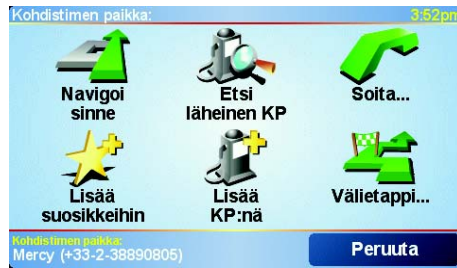 Kohdistimen paikka:
3:52pm
Navigoi
sinne
Etsi
läheinen KP
Soita...
Lisää
suosikkeihin
Lisää
KP:nä
Välietappi...
Kohdistimen paikka:
Mercy (+33-2-38890805)
Peruuta